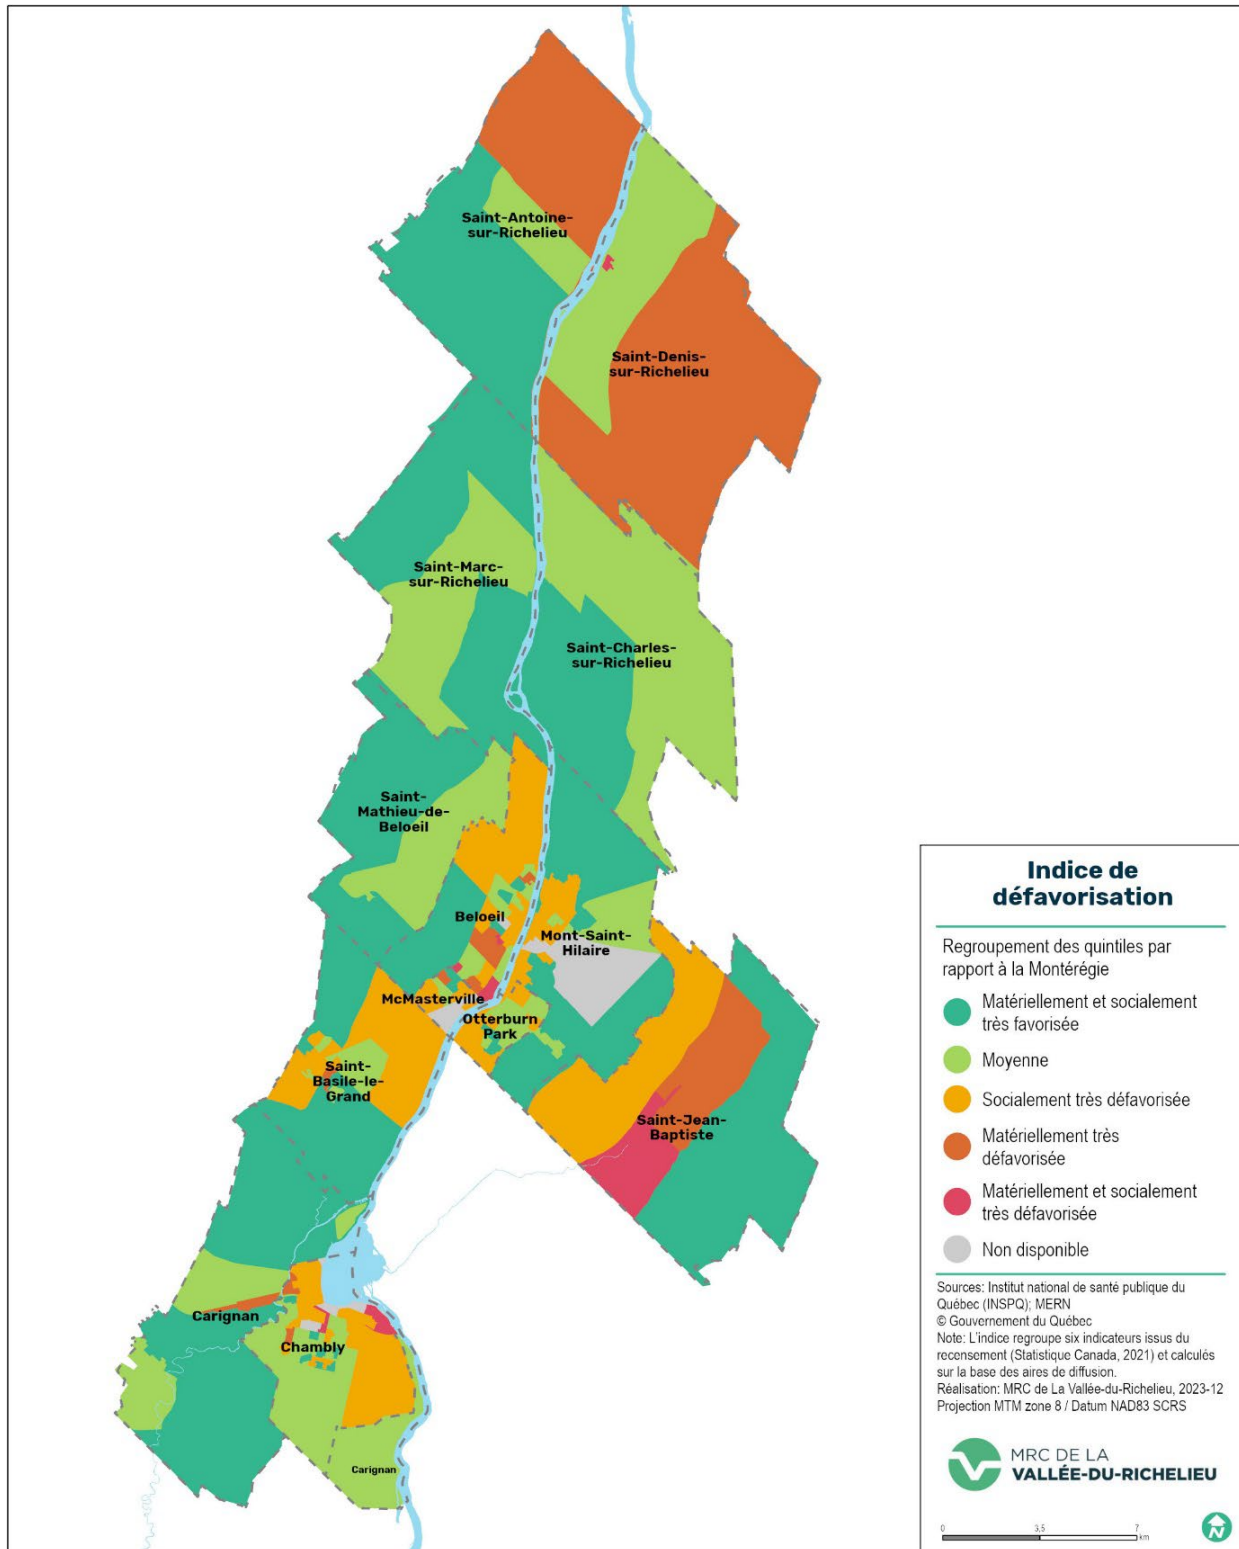 Saint-Antoine-
sur-Richelieu
Saint-Denis-
sur-Richelieu
Saint-Marc-
sur-Richelieu
Saint-Charles-
sur-Richelieu
Saint-
Mathieu-de-
Beloeil
Beloeil
Mont-Saint-
Hilaire
McMasterville
Otterburn
Park
Saint-
Basile-le-
Grand
Saint-Jean-
Baptiste
Carignan
Chambly
Carignan
Indice de
défavorisation
Regroupement des quintiles par
rapport à la Montérégie
Matériellement et socialement
très favorisée
Moyenne
Socialement très défavorisée
Matériellement très
défavorisée
Matériellement et socialement
très défavorisée
Non disponible
Sources: Institut national de santé publique du
Québec (INSPQ); MERN
© Gouvernement du Québec
Note: L'indice regroupe six indicateurs issus du
recensement (Statistique Canada, 2021) et calculés
sur la base des aires de diffusion.
Réalisation: MRC de La Vallée-du-Richelieu, 2023-12
Projection MTM zone 8 / Datum NAD83 SCRS
MRC DE LA
VALLÉE-DU-RICHELIEU
0 3,5 7
km
N